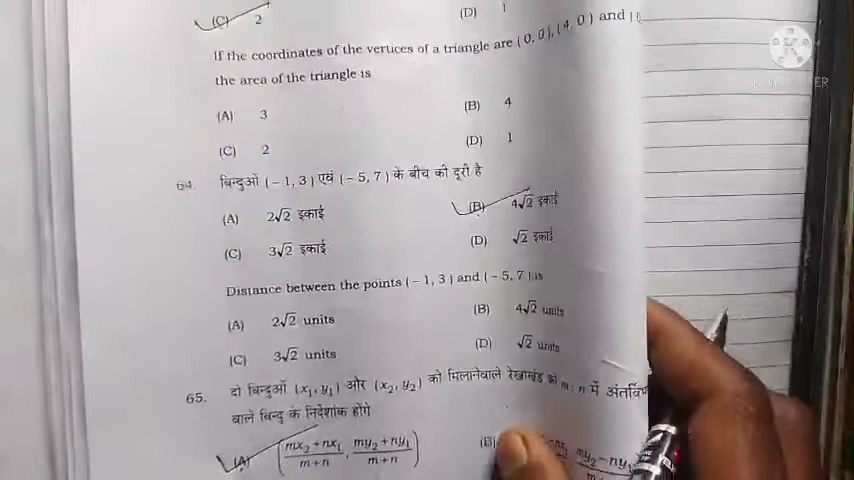 (C) 2 (D) 1
If the coordinates of the vertices of a triangle are (0, 0), (4, 0) and
the area of the triangle is
(A) 3 (B) 4
(C) 2 (D) 1
64. बिन्दुओं (– 1, 3) एवं (– 5, 7) के बीच की दूरी है
(A) 2√2 इकाई (B) 4√2 इकाई
(C) 3√2 इकाई (D) √2 इकाई
Distance between the points (– 1, 3) and (– 5, 7) is
(A) 2√2 units (B) 4√2 units
(C) 3√2 units (D) √2 units
65. दो बिन्दुओं (x₁, y₁) और (x₂, y₂) को मिलानेवाले रेखाखंड को m : n में
वाले बिन्दु के निर्देशांक होंगे
(A) ((mx₂+nx₁)/(m+n), (my₂+ny₁)/(m+n)) (B)